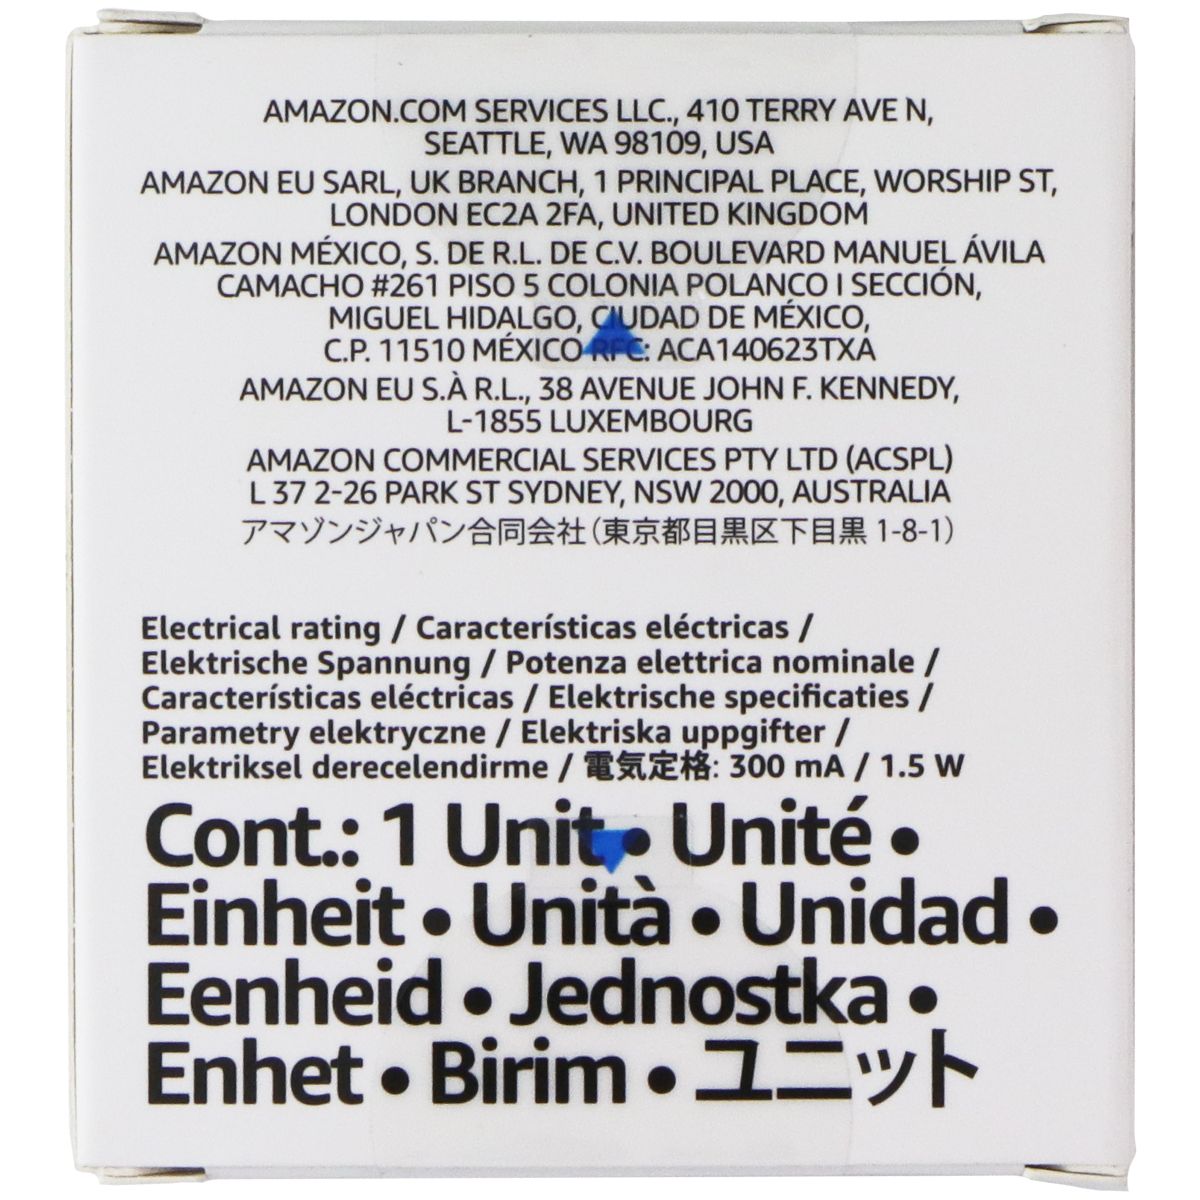 AMAZON.COM SERVICES LLC., 410 TERRY AVE N,
SEATTLE, WA 98109, USA
AMAZON EU SARL, UK BRANCH, 1 PRINCIPAL PLACE, WORSHIP ST,
LONDON EC2A 2FA, UNITED KINGDOM
AMAZON MÉXICO, S. DE R.L. DE C.V. BOULEVARD MANUEL ÁVILA
CAMACHO #261 PISO 5 COLONIA POLANCO I SECCIÓN,
MIGUEL HIDALGO, CIUDAD DE MÉXICO,
C.P. 11510 MÉXICO RFC: ACA140623TXA
AMAZON EU S.À R.L., 38 AVENUE JOHN F. KENNEDY,
L-1855 LUXEMBOURG
AMAZON COMMERCIAL SERVICES PTY LTD (ACSPL)
L 37 2-26 PARK ST SYDNEY, NSW 2000, AUSTRALIA
アマゾンジャパン合同会社（東京都目黒区下目黒 1-8-1）
Electrical rating / Características eléctricas /
Elektrische Spannung / Potenza elettrica nominale /
Características eléctricas / Elektrische specificaties /
Parametry elektryczne / Elektriska uppgifter /
Elektriksel derecelendirme / 電気定格: 300 mA / 1.5 W
Cont.: 1 Unit • Unité •
Einheit • Unità • Unidad •
Eenheid • Jednostka •
Enhet • Birim • ユニット